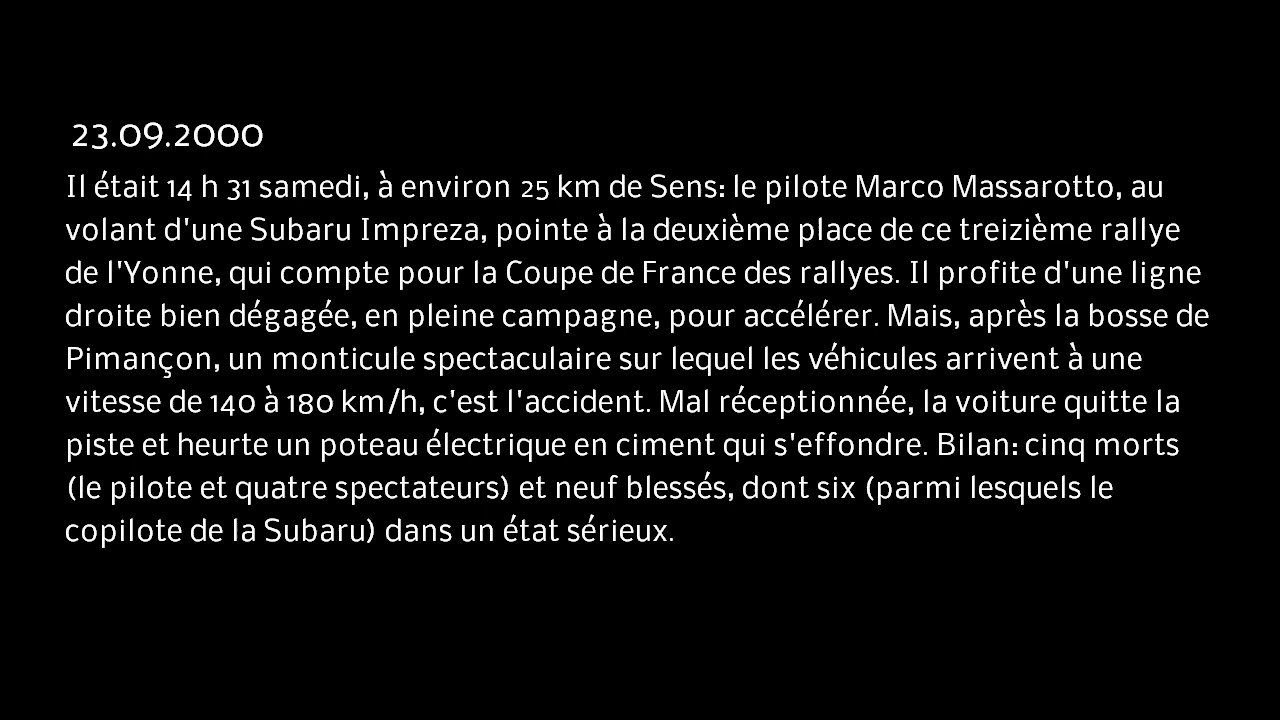 23.09.2000
Il était 14 h 31 samedi, à environ 25 km de Sens: le pilote Marco Massarotto, au
volant d'une Subaru Impreza, pointe à la deuxième place de ce treizième rallye
de l'Yonne, qui compte pour la Coupe de France des rallyes. Il profite d'une ligne
droite bien dégagée, en pleine campagne, pour accélérer. Mais, après la bosse de
Pimançon, un monticule spectaculaire sur lequel les véhicules arrivent à une
vitesse de 140 à 180 km/h, c'est l'accident. Mal réceptionnée, la voiture quitte la
piste et heurte un poteau électrique en ciment qui s'effondre. Bilan: cinq morts
(le pilote et quatre spectateurs) et neuf blessés, dont six (parmi lesquels le
copilote de la Subaru) dans un état sérieux.